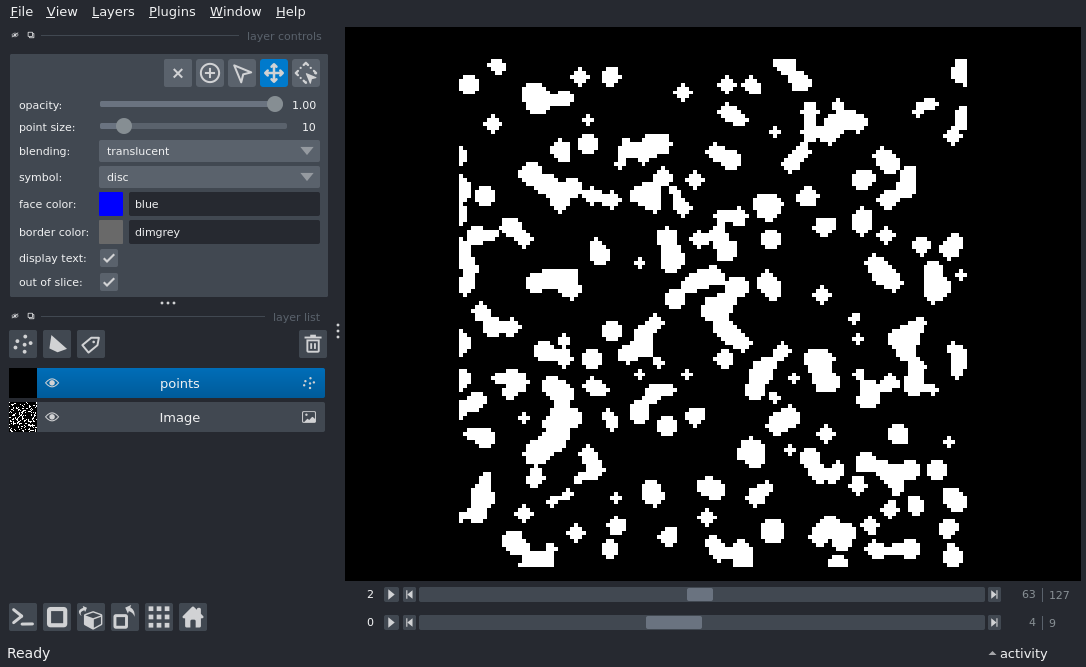 File View Layers Plugins Window Help
layer controls
opacity: 1.00
point size: 10
blending: translucent
symbol: disc
face color: blue
border color: dimgrey
display text:
out of slice:
layer list
points
Image
2 63 127
0 4 9
Ready activity